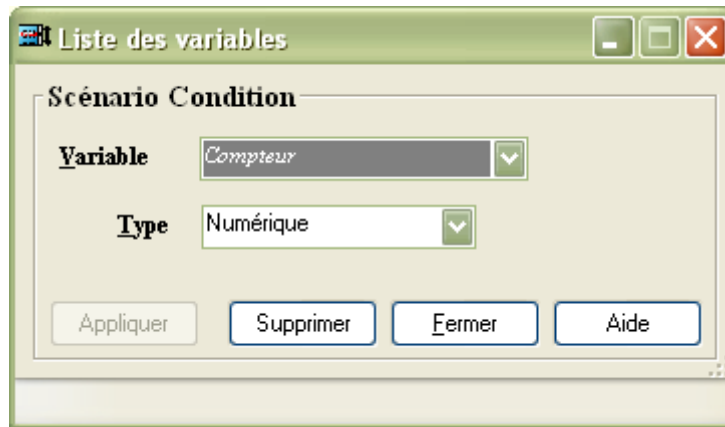 Liste des variables
Scénario Condition
Variable Compteur
Type Numérique
Appliquer Supprimer Fermer Aide